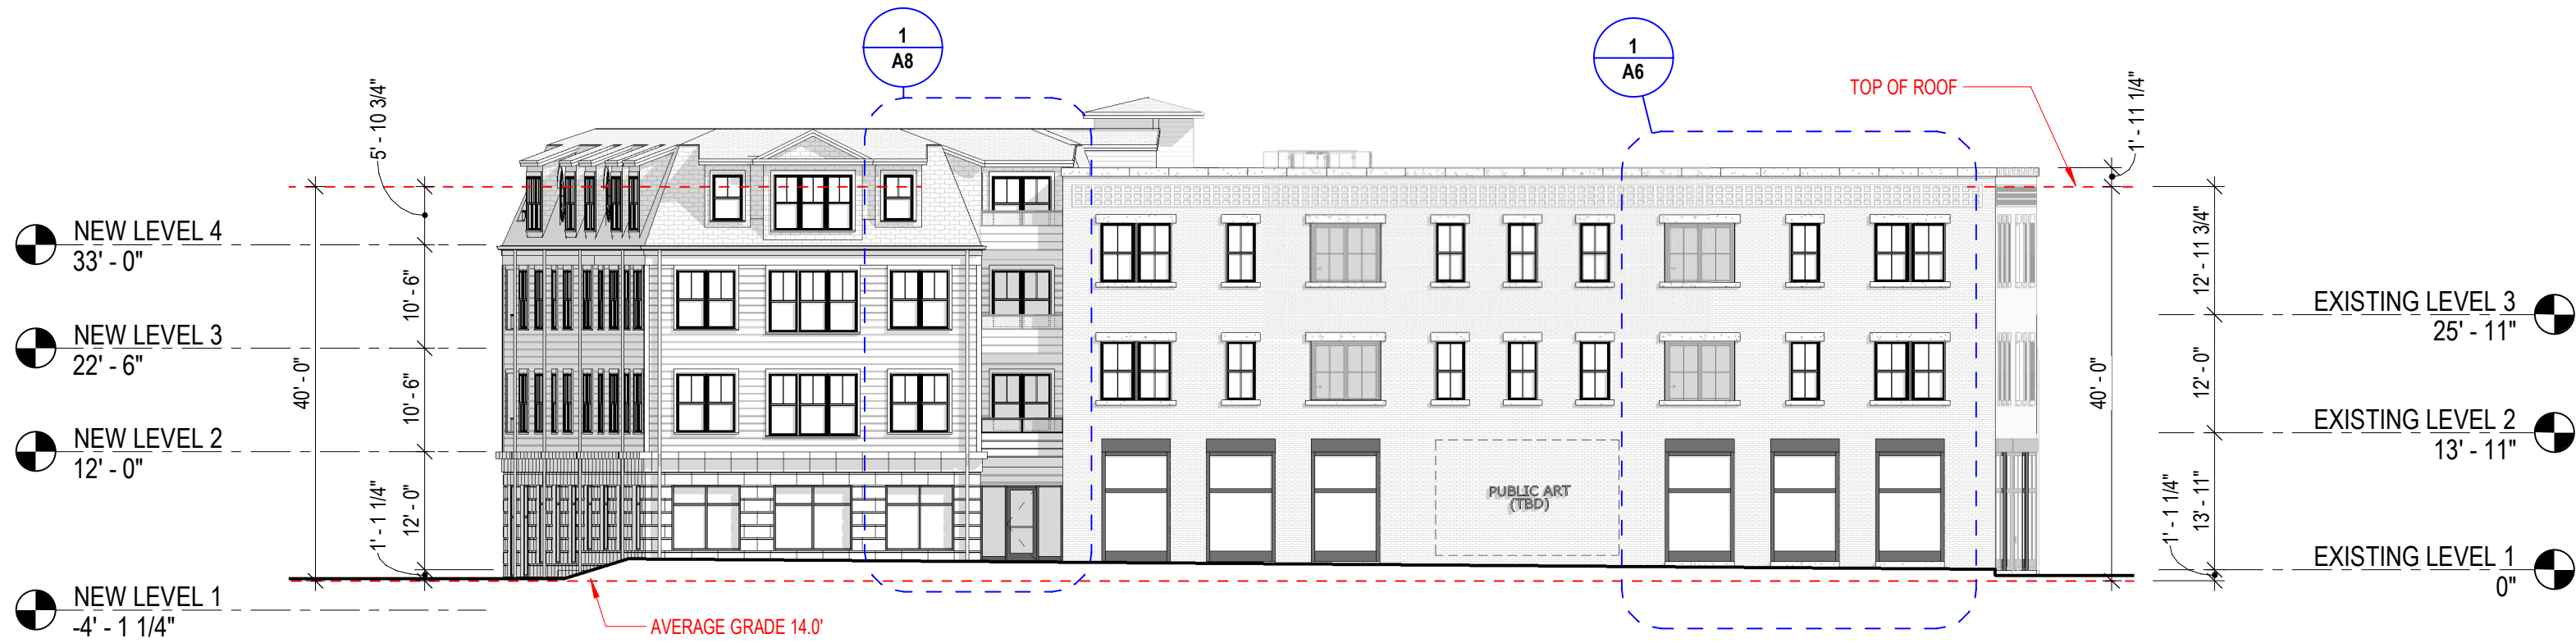 1
A8
1
A6
TOP OF ROOF
5' - 10 3/4"
1' - 11 1/4"
NEW LEVEL 4
33' - 0"
10' - 6"
12' - 11 3/4"
EXISTING LEVEL 3
25' - 11"
NEW LEVEL 3
22' - 6"
40' - 0"
10' - 6"
40' - 0"
12' - 0"
EXISTING LEVEL 2
13' - 11"
NEW LEVEL 2
12' - 0"
PUBLIC ART
(TBD)
1' - 1 1/4"
12' - 0"
1' - 1 1/4"
13' - 11"
EXISTING LEVEL 1
0"
NEW LEVEL 1
-4' - 1 1/4"
AVERAGE GRADE 14.0'